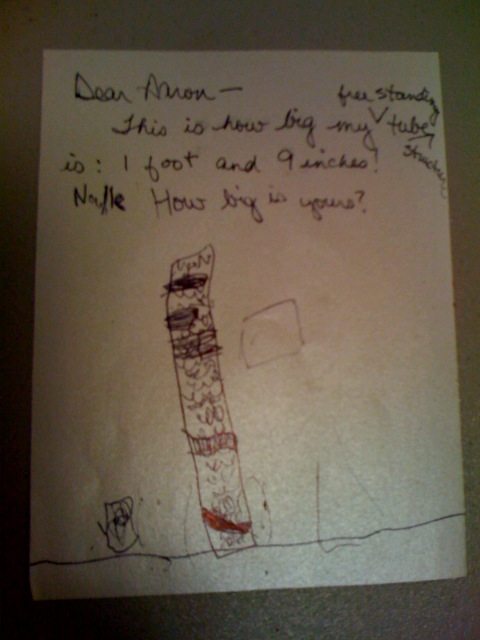 Dear Aaron —
This is how big my free standing tube structure
is: 1 foot and 9 inches!
How big is yours?